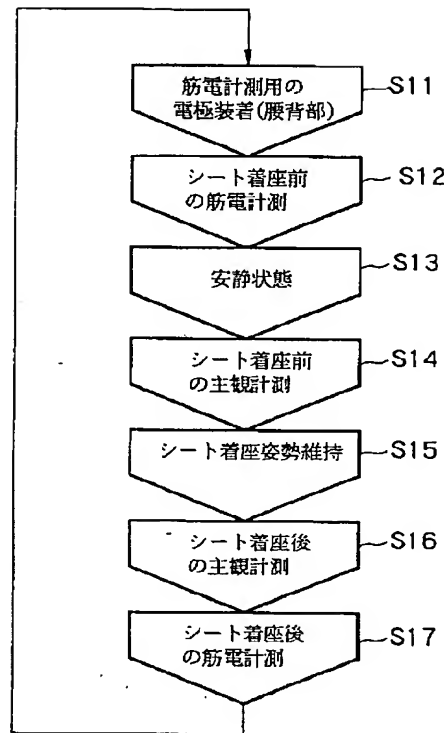 筋電計測用の
電極装着(腰背部)
S11
シート着座前
の筋電計測
S12
安静状態
S13
シート着座前
の主観計測
S14
シート着座姿勢維持
S15
シート着座後
の主観計測
S16
シート着座後
の筋電計測
S17